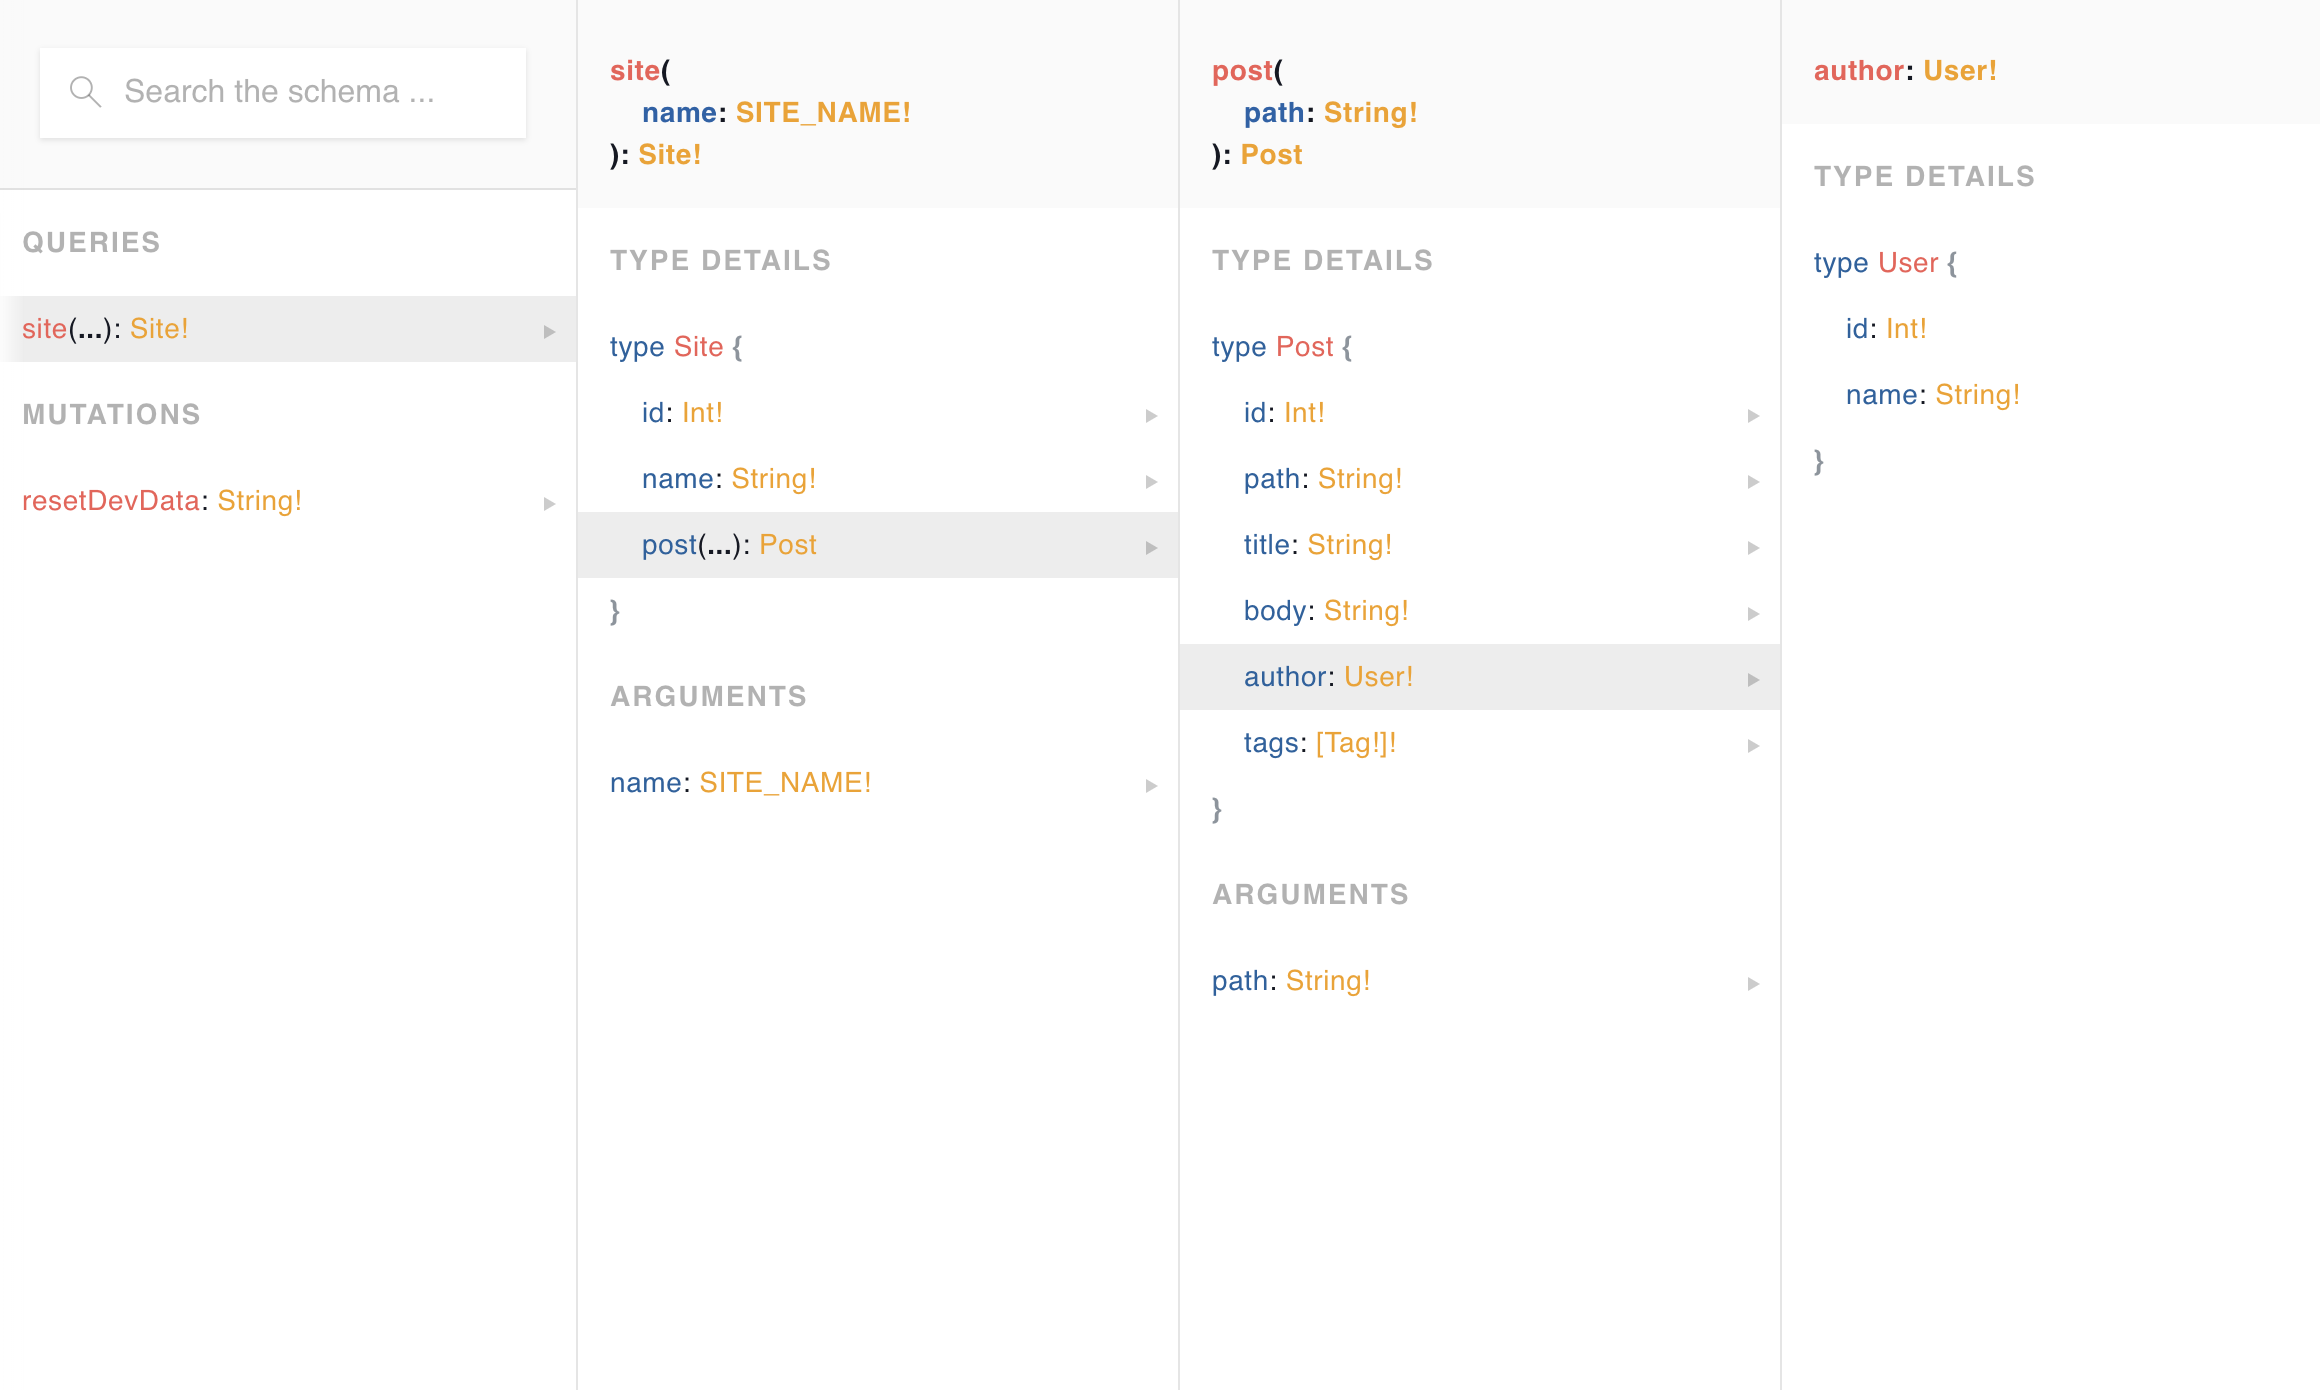 Search the schema ...
QUERIES
site(...): Site!
MUTATIONS
resetDevData: String!
site(
name: SITE_NAME!
): Site!
TYPE DETAILS
type Site {
id: Int!
name: String!
post(...): Post
}
ARGUMENTS
name: SITE_NAME!
post(
path: String!
): Post
TYPE DETAILS
type Post {
id: Int!
path: String!
title: String!
body: String!
author: User!
tags: [Tag!]!
}
ARGUMENTS
path: String!
author: User!
TYPE DETAILS
type User {
id: Int!
name: String!
}